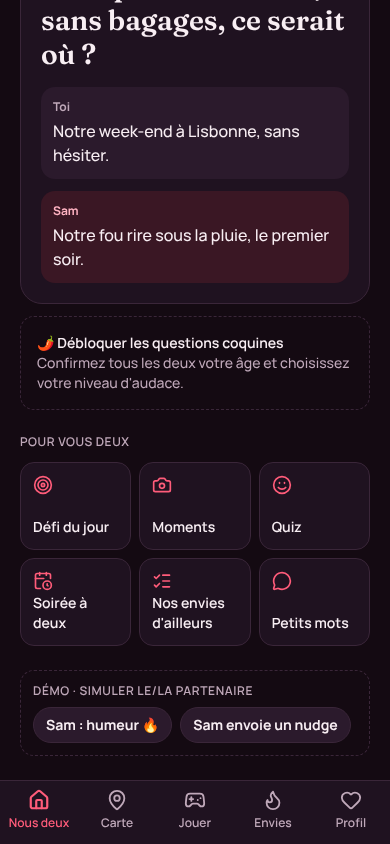 sans bagages, ce serait
où ?
Toi
Notre week-end à Lisbonne, sans
hésiter.
Sam
Notre fou rire sous la pluie, le premier
soir.
🌶️ Débloquer les questions coquines
Confirmez tous les deux votre âge et choisissez
votre niveau d'audace.
POUR VOUS DEUX
Défi du jour
Moments
Quiz
Soirée à
deux
Nos envies
d'ailleurs
Petits mots
DÉMO · SIMULER LE/LA PARTENAIRE
Sam : humeur 🔥
Sam envoie un nudge
Nous deux
Carte
Jouer
Envies
Profil